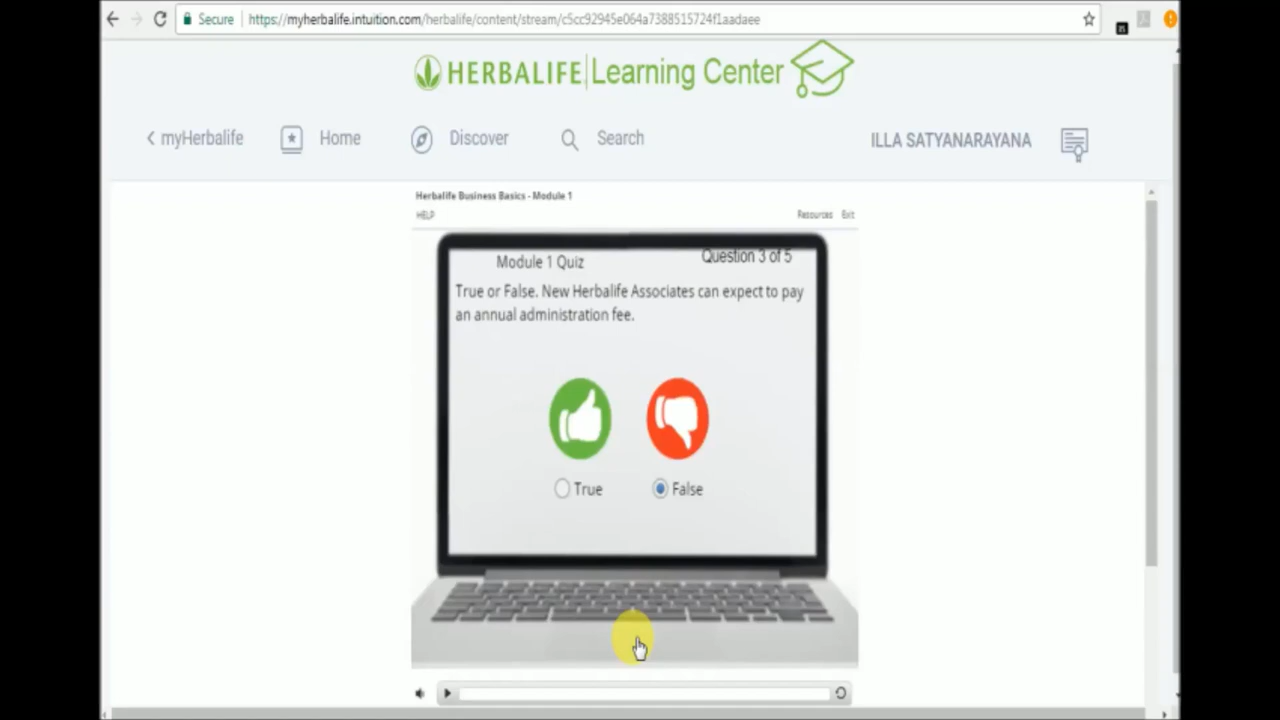 Secure https://myherbalife.intuition.com/herbalife/content/stream/c5cc92945e064a7388515724f1aadaee
HERBALIFE Learning Center
myHerbalife Home Discover Search ILLA SATYANARAYANA
Herbalife Business Basics - Module 1
HELP Resources Exit
Module 1 Quiz Question 3 of 5
True or False. New Herbalife Associates can expect to pay
an annual administration fee.
True False